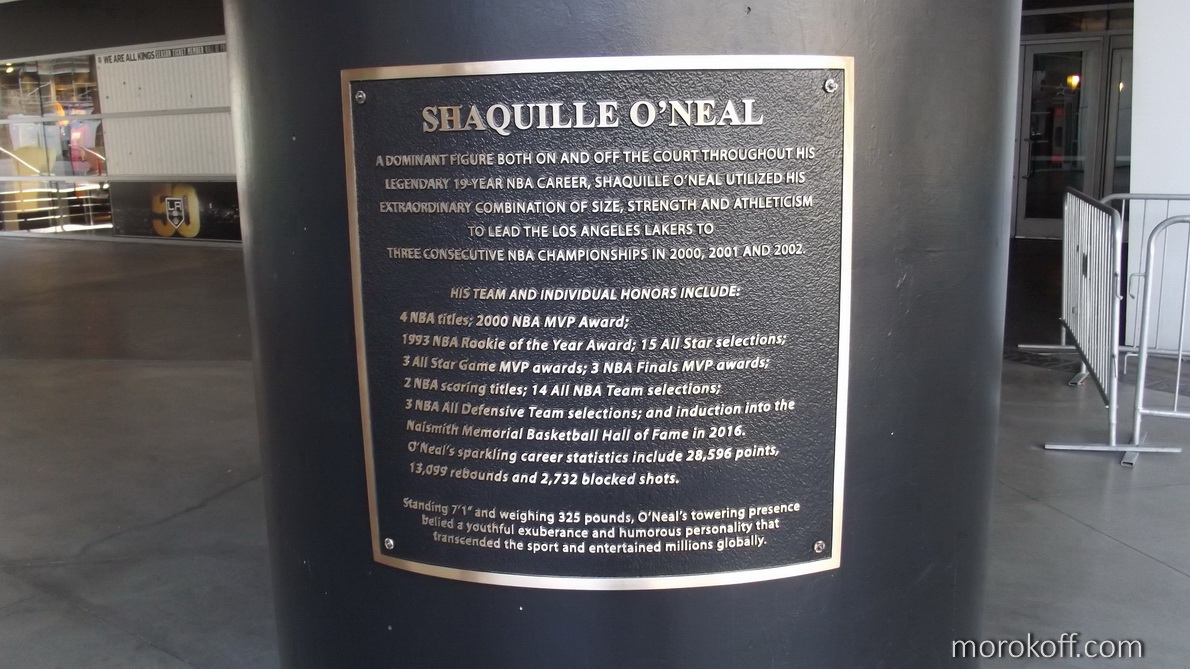 WE ARE ALL KINGS
SHAQUILLE O'NEAL
A DOMINANT FIGURE BOTH ON AND OFF THE COURT THROUGHOUT HIS
LEGENDARY 19-YEAR NBA CAREER, SHAQUILLE O'NEAL UTILIZED HIS
EXTRAORDINARY COMBINATION OF SIZE, STRENGTH AND ATHLETICISM
TO LEAD THE LOS ANGELES LAKERS TO
THREE CONSECUTIVE NBA CHAMPIONSHIPS IN 2000, 2001 AND 2002.
HIS TEAM AND INDIVIDUAL HONORS INCLUDE:
4 NBA titles; 2000 NBA MVP Award;
1993 NBA Rookie of the Year Award; 15 All Star selections;
3 All Star Game MVP awards; 3 NBA Finals MVP awards;
2 NBA scoring titles; 14 All NBA Team selections;
3 NBA All Defensive Team selections; and induction into the
Naismith Memorial Basketball Hall of Fame in 2016.
O'Neal's sparkling career statistics include 28,596 points,
13,099 rebounds and 2,732 blocked shots.
Standing 7'1" and weighing 325 pounds, O'Neal's towering presence
belied a youthful exuberance and humorous personality that
transcended the sport and entertained millions globally.
LA
morokoff.com